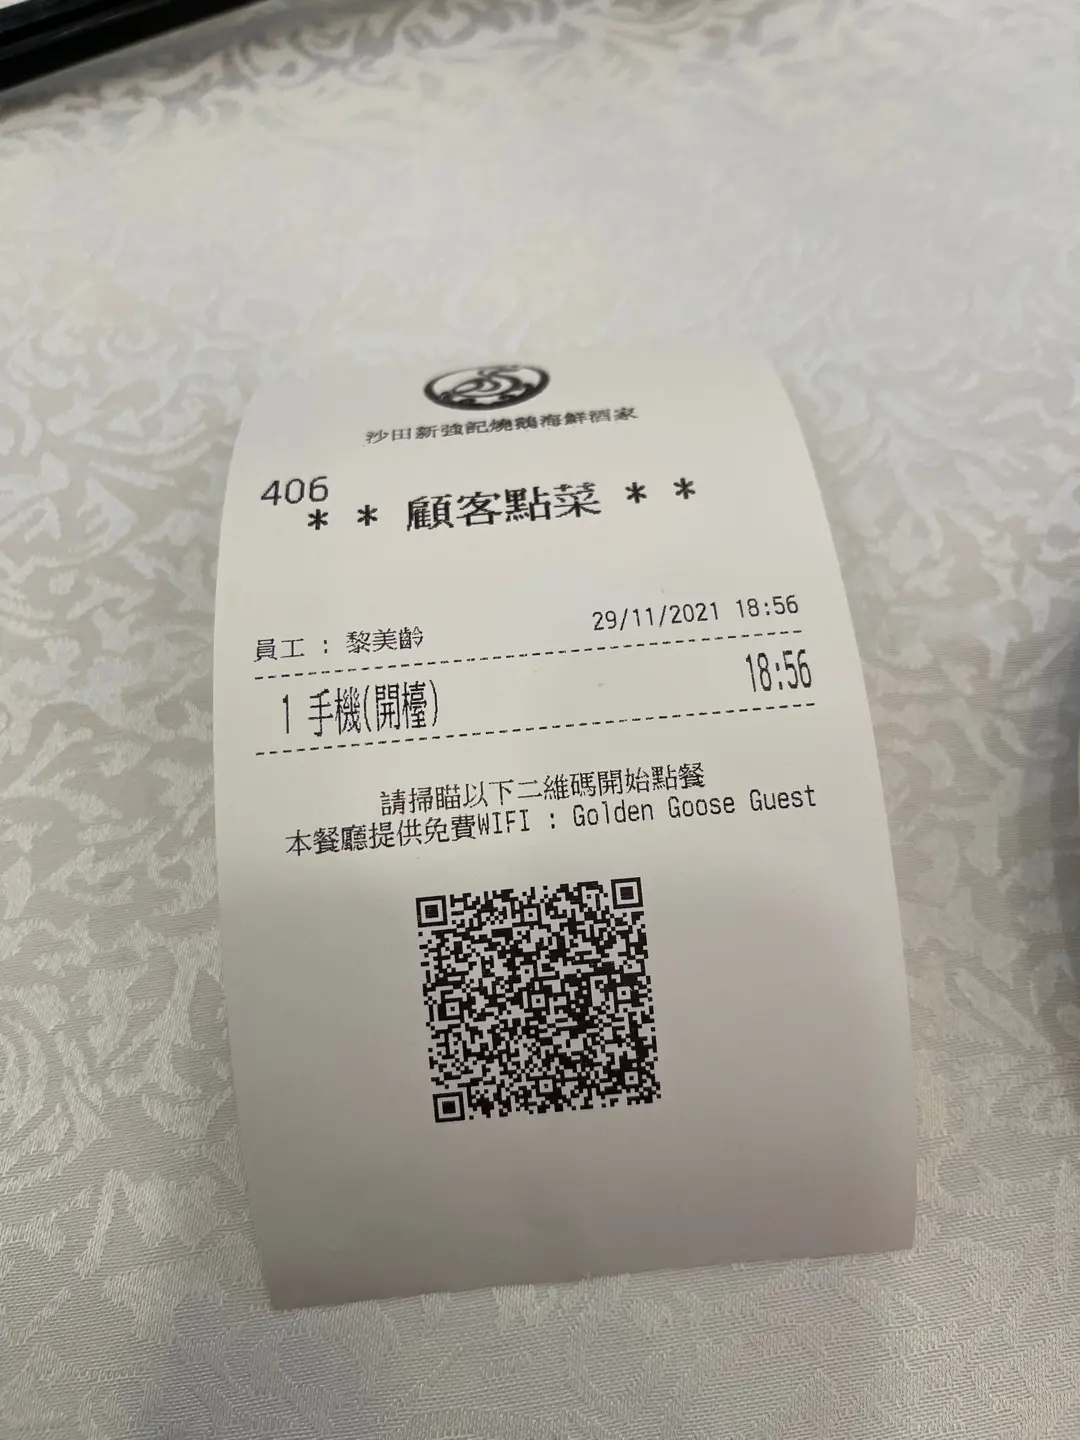 沙田新強記燒鵝海鮮酒家
406
* * 顧客點菜 * *
員工 : 黎美齡 29/11/2021 18:56
1 手機(開檯) 18:56
請掃瞄以下二維碼開始點餐
本餐廳提供免費WIFI : Golden Goose Guest